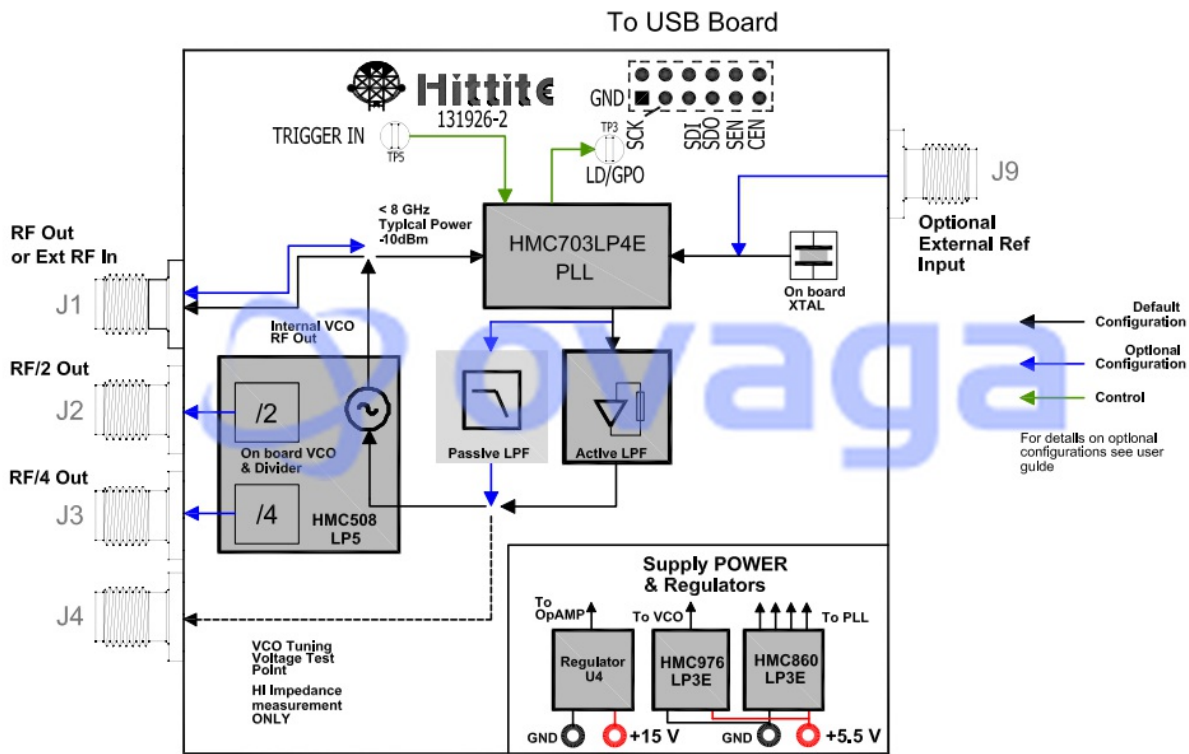 To USB Board
Hittite
131926-2
GND
SCK
SDI
SDO
SEN
CEN
TRIGGER IN
TP5
TP3
LD/GPO
J9
Optional
External Ref
Input
< 8 GHz
Typical Power
-10dBm
HMC703LP4E
PLL
On board
XTAL
RF Out
or Ext RF In
J1
Internal VCO
RF Out
Default
Configuration
Optional
Configuration
Control
For details on optional
configurations see user
guide
RF/2 Out
J2
/2
On board VCO
& Divider
Passive LPF
Active LPF
RF/4 Out
J3
/4
HMC508
LP5
J4
VCO Tuning
Voltage Test
Point
HI Impedance
measurement
ONLY
Supply POWER
& Regulators
To
OpAMP
To VCO
To PLL
Regulator
U4
HMC976
LP3E
HMC860
LP3E
GND
+15 V
GND
+5.5 V
ovaga